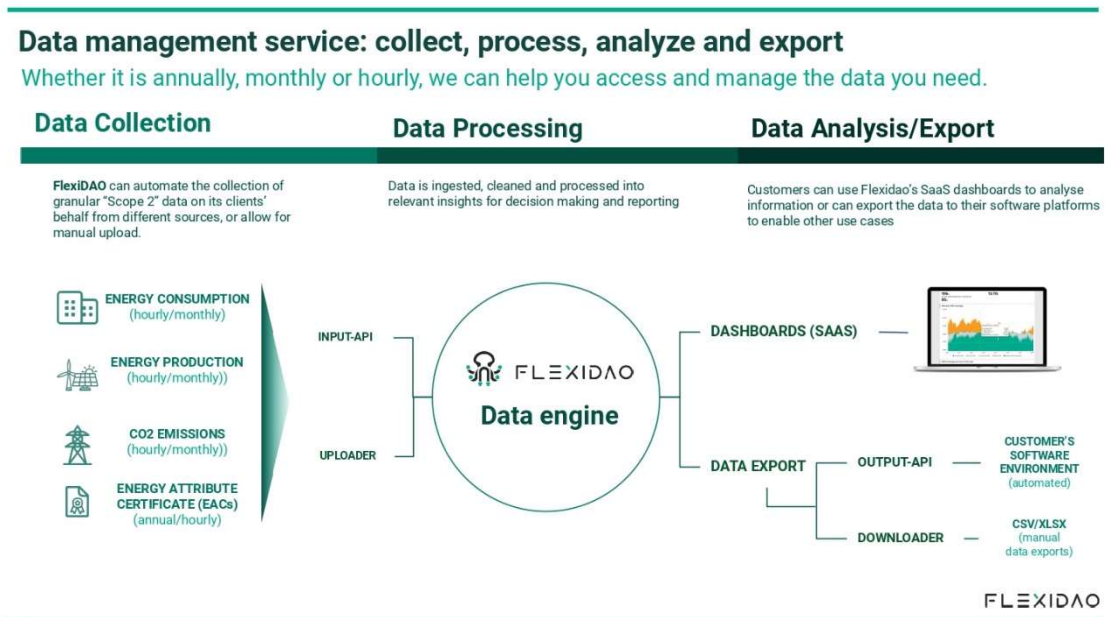 Data management service: collect, process, analyze and export
Whether it is annually, monthly or hourly, we can help you access and manage the data you need.
Data Collection
Data Processing
Data Analysis/Export
FlexiDAO can automate the collection of
granular “Scope 2” data on its clients’
behalf from different sources, or allow for
manual upload.
Data is ingested, cleaned and processed into
relevant insights for decision making and reporting
Customers can use Flexidao’s SaaS dashboards to analyse
information or can export the data to their software platforms
to enable other use cases
ENERGY CONSUMPTION
(hourly/monthly)
ENERGY PRODUCTION
(hourly/monthly))
CO2 EMISSIONS
(hourly/monthly))
ENERGY ATTRIBUTE
CERTIFICATE (EACs)
(annual/hourly)
INPUT-API
UPLOADER
FLEXIDAO
Data engine
DASHBOARDS (SAAS)
DATA EXPORT
OUTPUT-API
CUSTOMER’S
SOFTWARE
ENVIRONMENT
(automated)
DOWNLOADER
CSV/XLSX
(manual
data exports)
FLEXIDAO